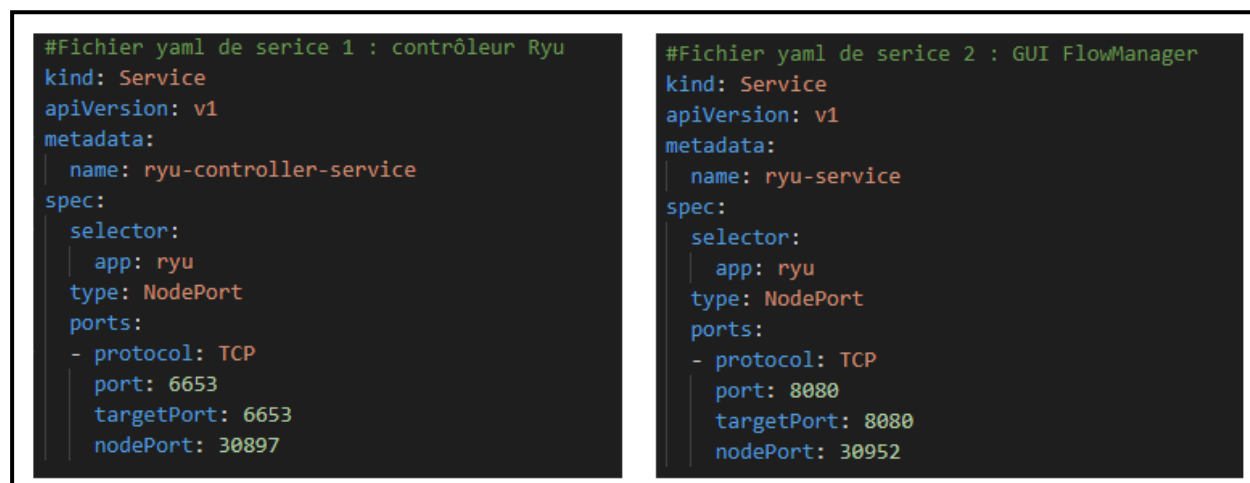 #Fichier yaml de serice 1 : contrôleur Ryu
kind: Service
apiVersion: v1
metadata:
  name: ryu-controller-service
spec:
  selector:
    app: ryu
  type: NodePort
  ports:
  - protocol: TCP
    port: 6653
    targetPort: 6653
    nodePort: 30897
#Fichier yaml de serice 2 : GUI FlowManager
kind: Service
apiVersion: v1
metadata:
  name: ryu-service
spec:
  selector:
    app: ryu
  type: NodePort
  ports:
  - protocol: TCP
    port: 8080
    targetPort: 8080
    nodePort: 30952